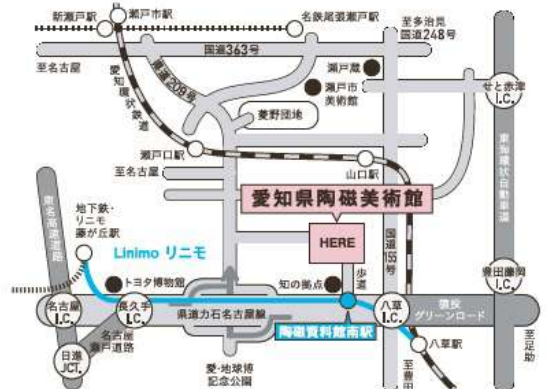 新瀬戸駅
瀬戸市駅
名鉄尾張瀬戸駅
至多治見
国道248号
国道363号
至名古屋
愛知環状鉄道
県道209号
瀬戸蔵
瀬戸市
美術館
せと赤津
I.C.
菱野団地
瀬戸口駅
至名古屋
山口駅
東海環状自動車道
愛知県陶磁美術館
HERE
東名高速道路
地下鉄・
リニモ
藤が丘駅
Linimo リニモ
国道155号
歩道
トヨタ博物館
知の拠点
豊田藤岡
I.C.
名古屋
I.C.
長久手
I.C.
県道力石名古屋線
八草
I.C.
猿投
グリーンロード
陶磁資料館南駅
名古屋
瀬戸道路
日進
JCT.
愛・地球博
記念公園
八草駅
至豊田
至足助